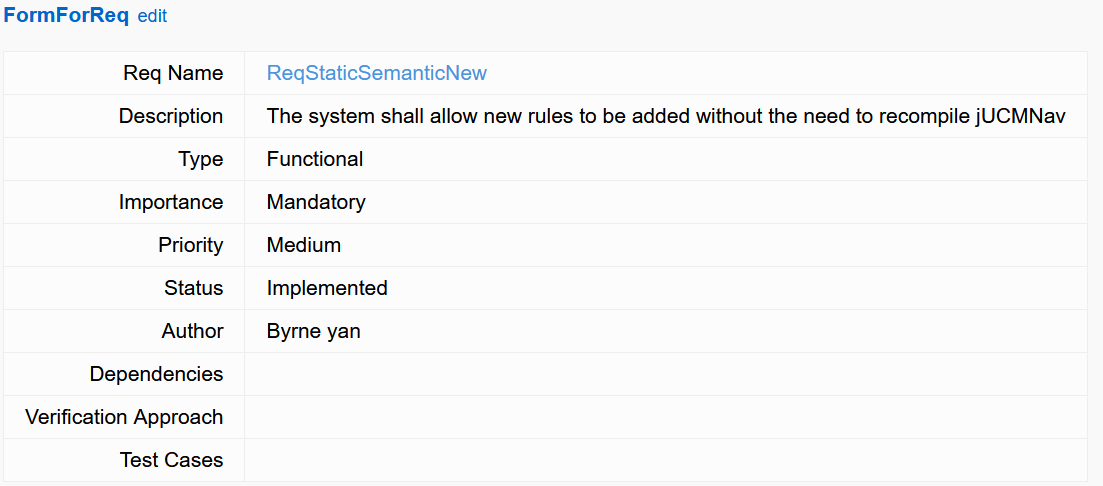 FormForReq edit
Req Name ReqStaticSemanticNew
Description The system shall allow new rules to be added without the need to recompile jUCMNav
Type Functional
Importance Mandatory
Priority Medium
Status Implemented
Author Byrne yan
Dependencies
Verification Approach
Test Cases